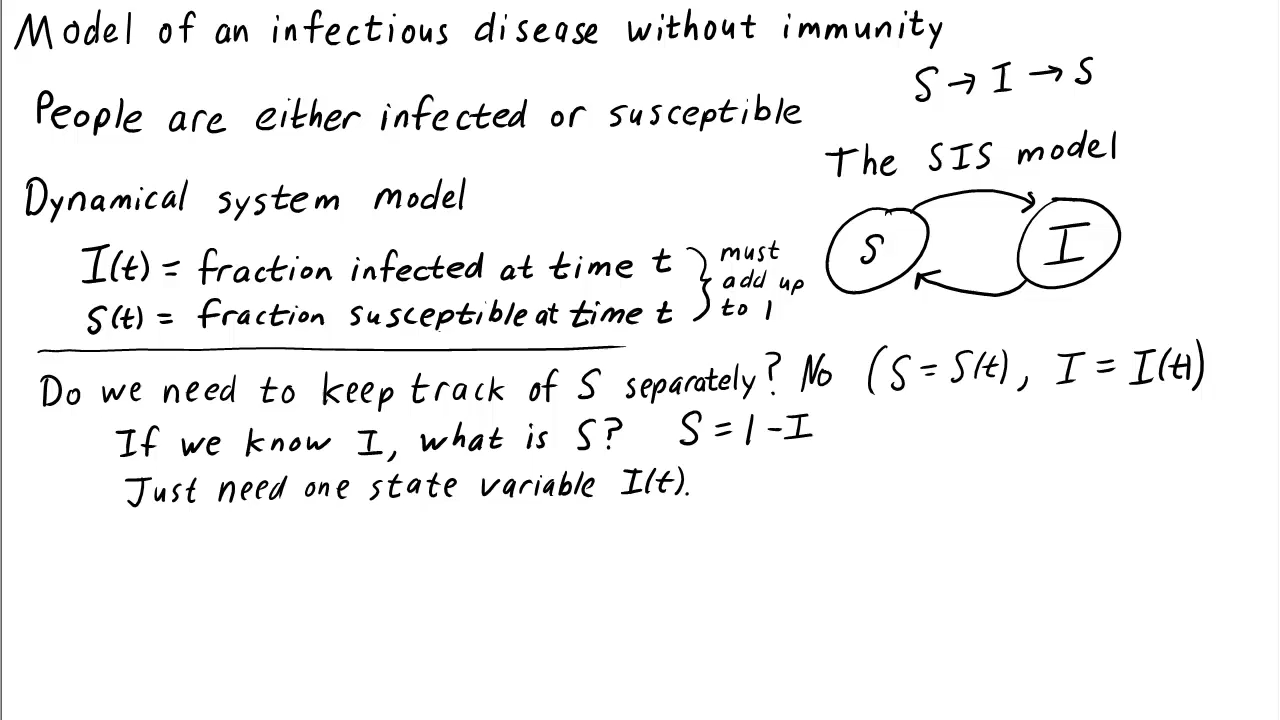 Model of an infectious disease without immunity
S → I → S
People are either infected or susceptible
The SIS model
Dynamical system model
S I
I(t) = fraction infected at time t } must add up to 1
S(t) = fraction susceptible at time t
Do we need to keep track of S separately? No (S = S(t), I = I(t))
If we know I, what is S? S = 1 - I
Just need one state variable I(t).